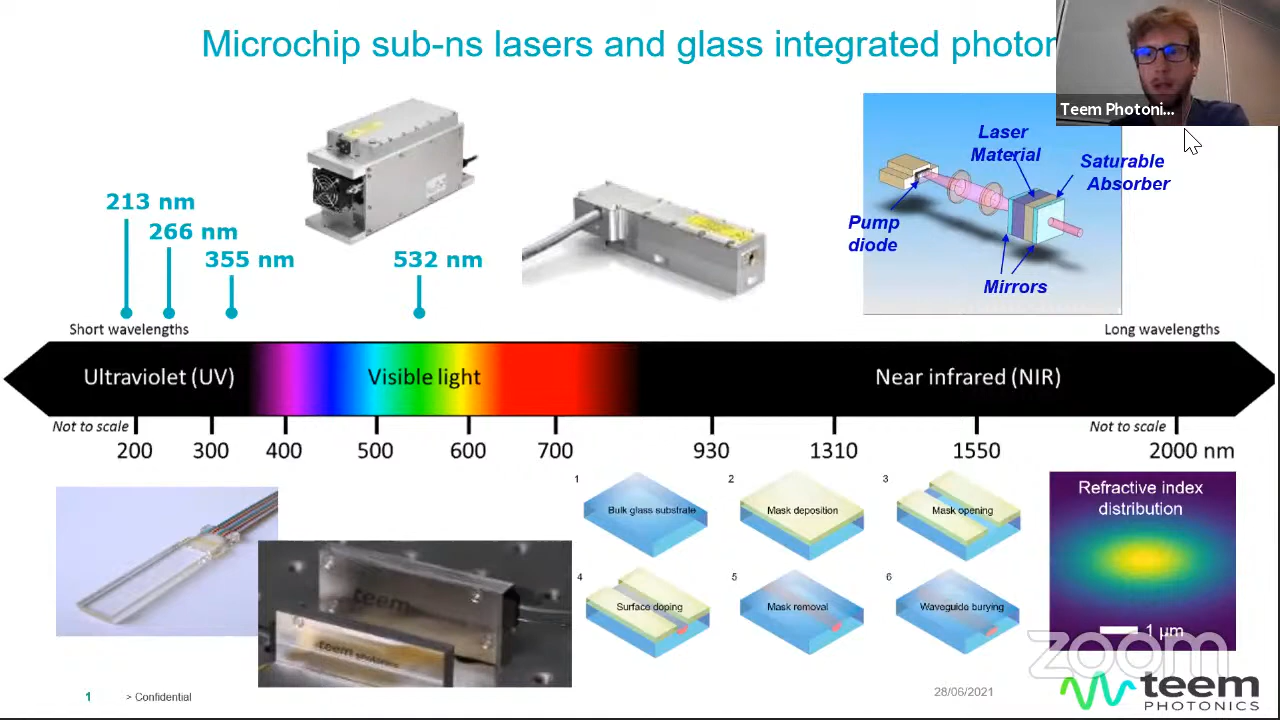 Microchip sub-ns lasers and glass integrated photon
Teem Photoni...
Laser
Material
Saturable
Absorber
Pump
diode
Mirrors
213 nm
266 nm
355 nm
532 nm
Short wavelengths
Long wavelengths
Ultraviolet (UV)
Visible light
Near infrared (NIR)
Not to scale
Not to scale
200 300 400 500 600 700 930 1310 1550 2000 nm
1
Bulk glass substrate
2
Mask deposition
3
Mask opening
4
Surface doping
5
Mask removal
6
Waveguide burying
Refractive index
distribution
1 µm
teem
teem photonics
zoom
1
> Confidential
28/06/2021
teem
PHOTONICS